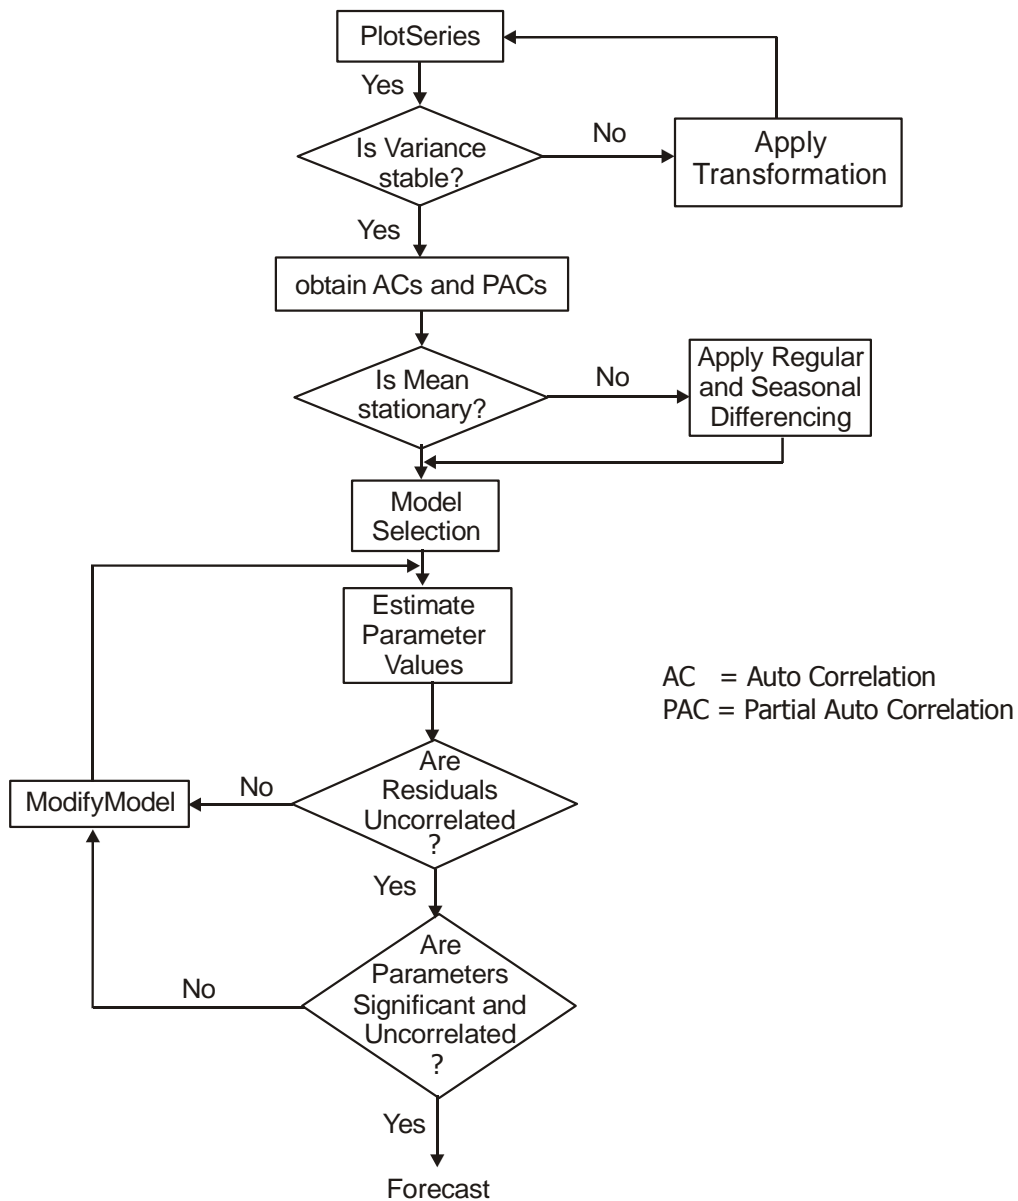 PlotSeries
Yes
Is Variance
stable?
No
Apply
Transformation
Yes
obtain ACs and PACs
Is Mean
stationary?
No
Apply Regular
and Seasonal
Differencing
Model
Selection
Estimate
Parameter
Values
AC = Auto Correlation
PAC = Partial Auto Correlation
Are
Residuals
Uncorrelated
?
No
ModifyModel
Yes
Are
Parameters
Significant and
Uncorrelated
?
No
Yes
Forecast